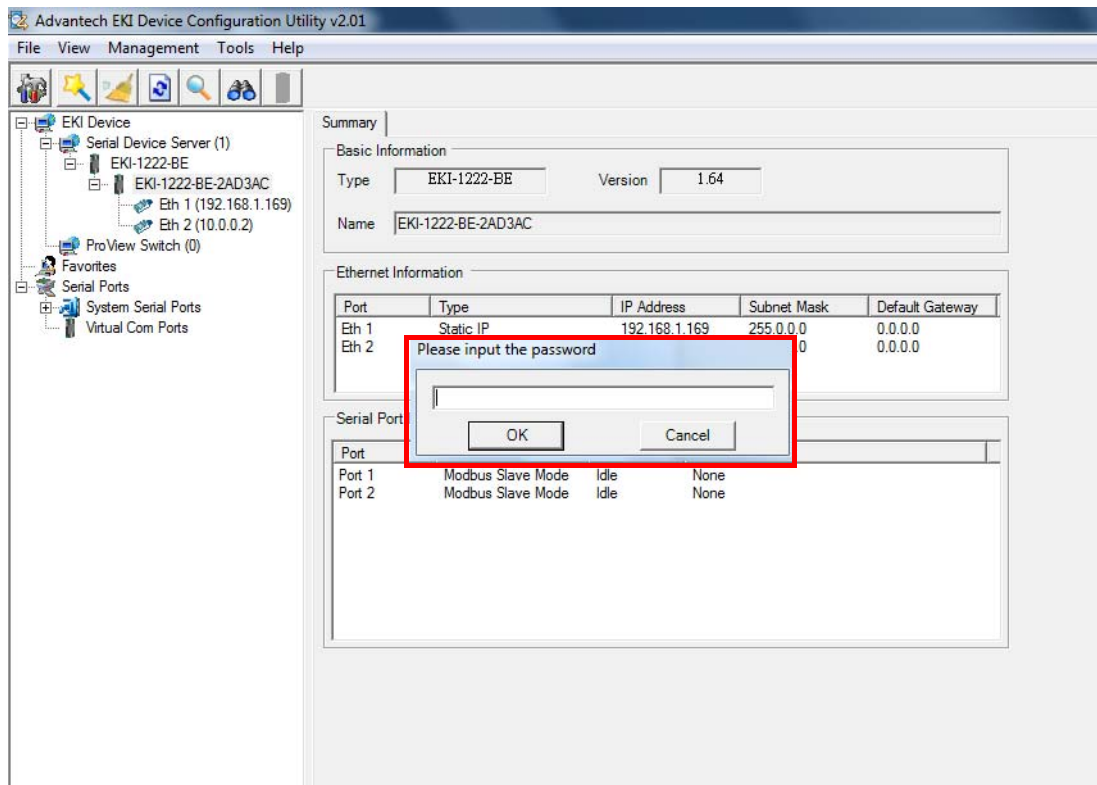 Advantech EKI Device Configuration Utility v2.01
File View Management Tools Help
EKI Device
Serial Device Server (1)
EKI-1222-BE
EKI-1222-BE-2AD3AC
Eth 1 (192.168.1.169)
Eth 2 (10.0.0.2)
ProView Switch (0)
Favorites
Serial Ports
System Serial Ports
Virtual Com Ports
Summary
Basic Information
Type EKI-1222-BE Version 1.64
Name EKI-1222-BE-2AD3AC
Ethernet Information
Port Type IP Address Subnet Mask Default Gateway
Eth 1 Static IP 192.168.1.169 255.0.0.0 0.0.0.0
Eth 2 0 0.0.0.0
Please input the password
OK Cancel
Serial Port
Port
Port 1 Modbus Slave Mode Idle None
Port 2 Modbus Slave Mode Idle None